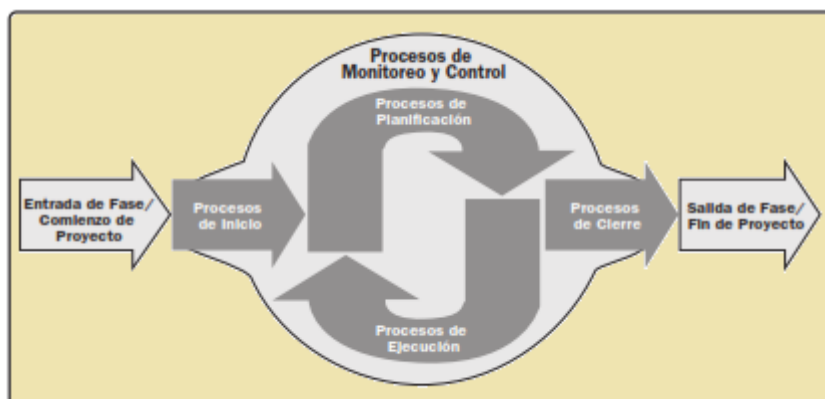 Procesos de
Monitoreo y Control
Procesos de
Planificación
Entrada de Fase/
Comienzo de
Proyecto
Procesos
de Inicio
Procesos
de Cierre
Salida de Fase/
Fin de Proyecto
Procesos de
Ejecución